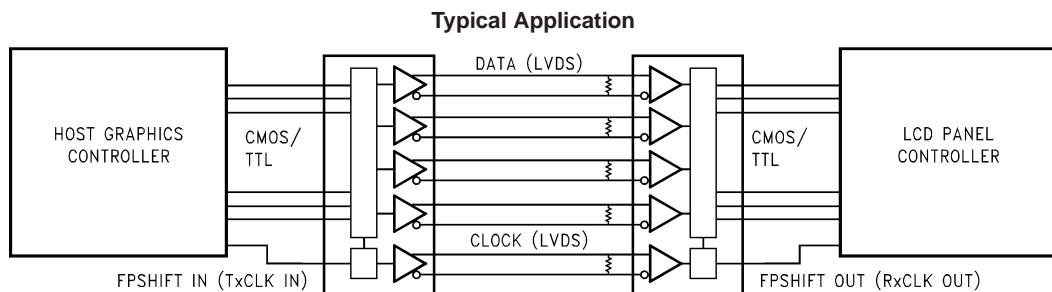 Typical Application
DATA (LVDS)
HOST GRAPHICS
CONTROLLER
CMOS/
TTL
CMOS/
TTL
LCD PANEL
CONTROLLER
CLOCK (LVDS)
FPSHIFT IN (TxCLK IN)
FPSHIFT OUT (RxCLK OUT)